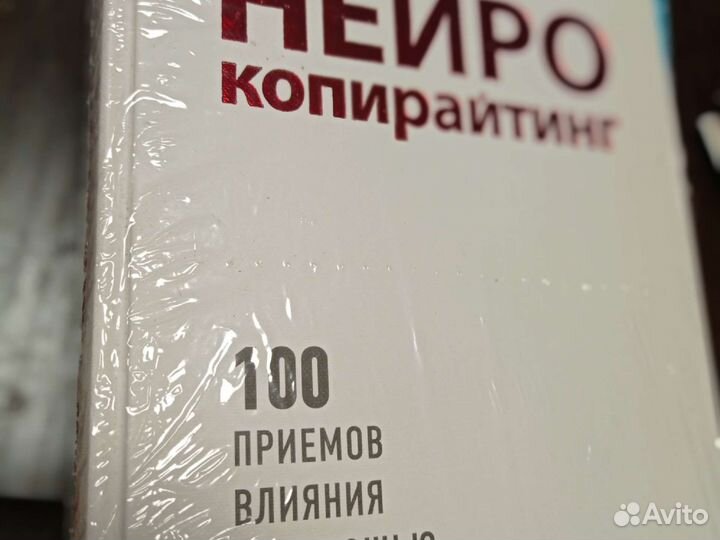 НЕЙРО
копирайтинг
100
ПРИЕМОВ
ВЛИЯНИЯ
Avito